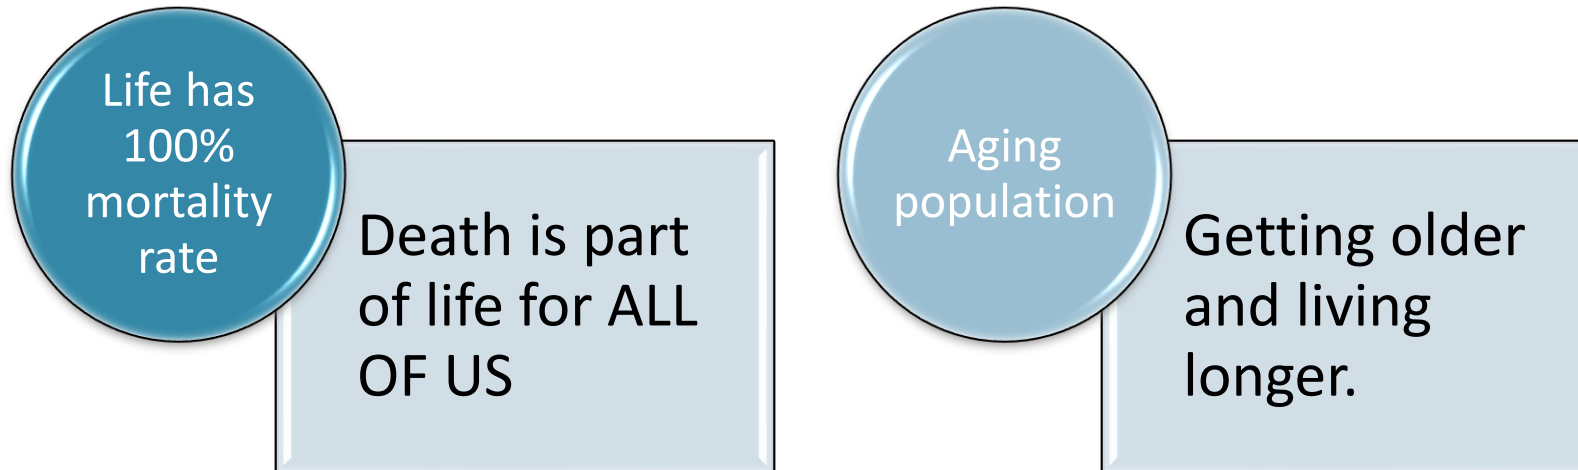 Life has
100%
mortality
rate
Death is part
of life for ALL
OF US
Aging
population
Getting older
and living
longer.